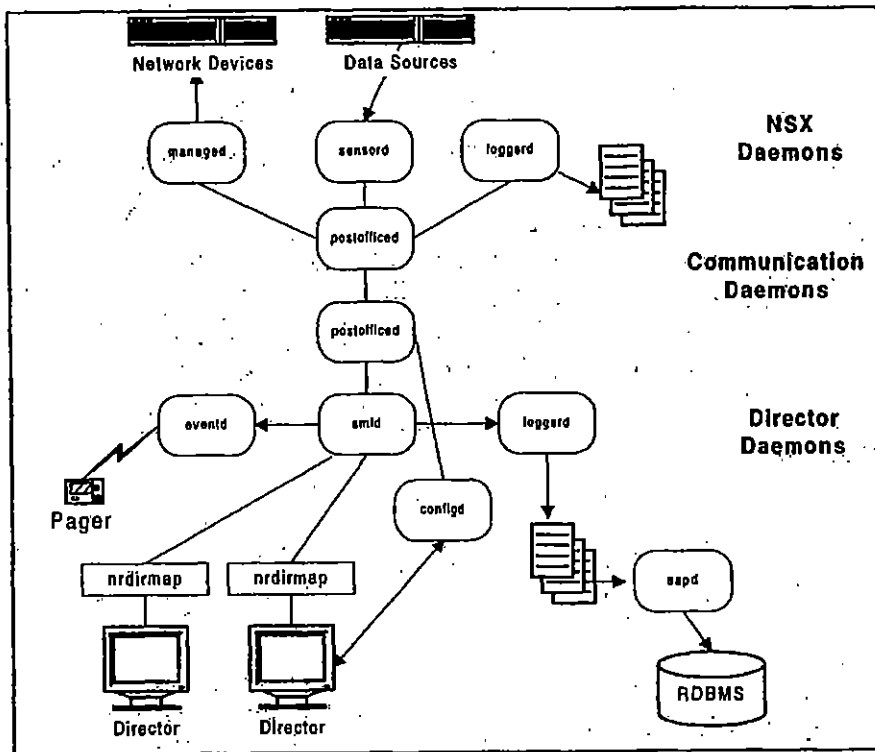 Network Devices
Data Sources
managed
sensord
loggerd
NSX
Daemons
postofficed
Communication
Daemons
postofficed
eventd
smid
loggerd
Director
Daemons
Pager
configd
nrdirmap
nrdirmap
sapd
Director
Director
RDBMS